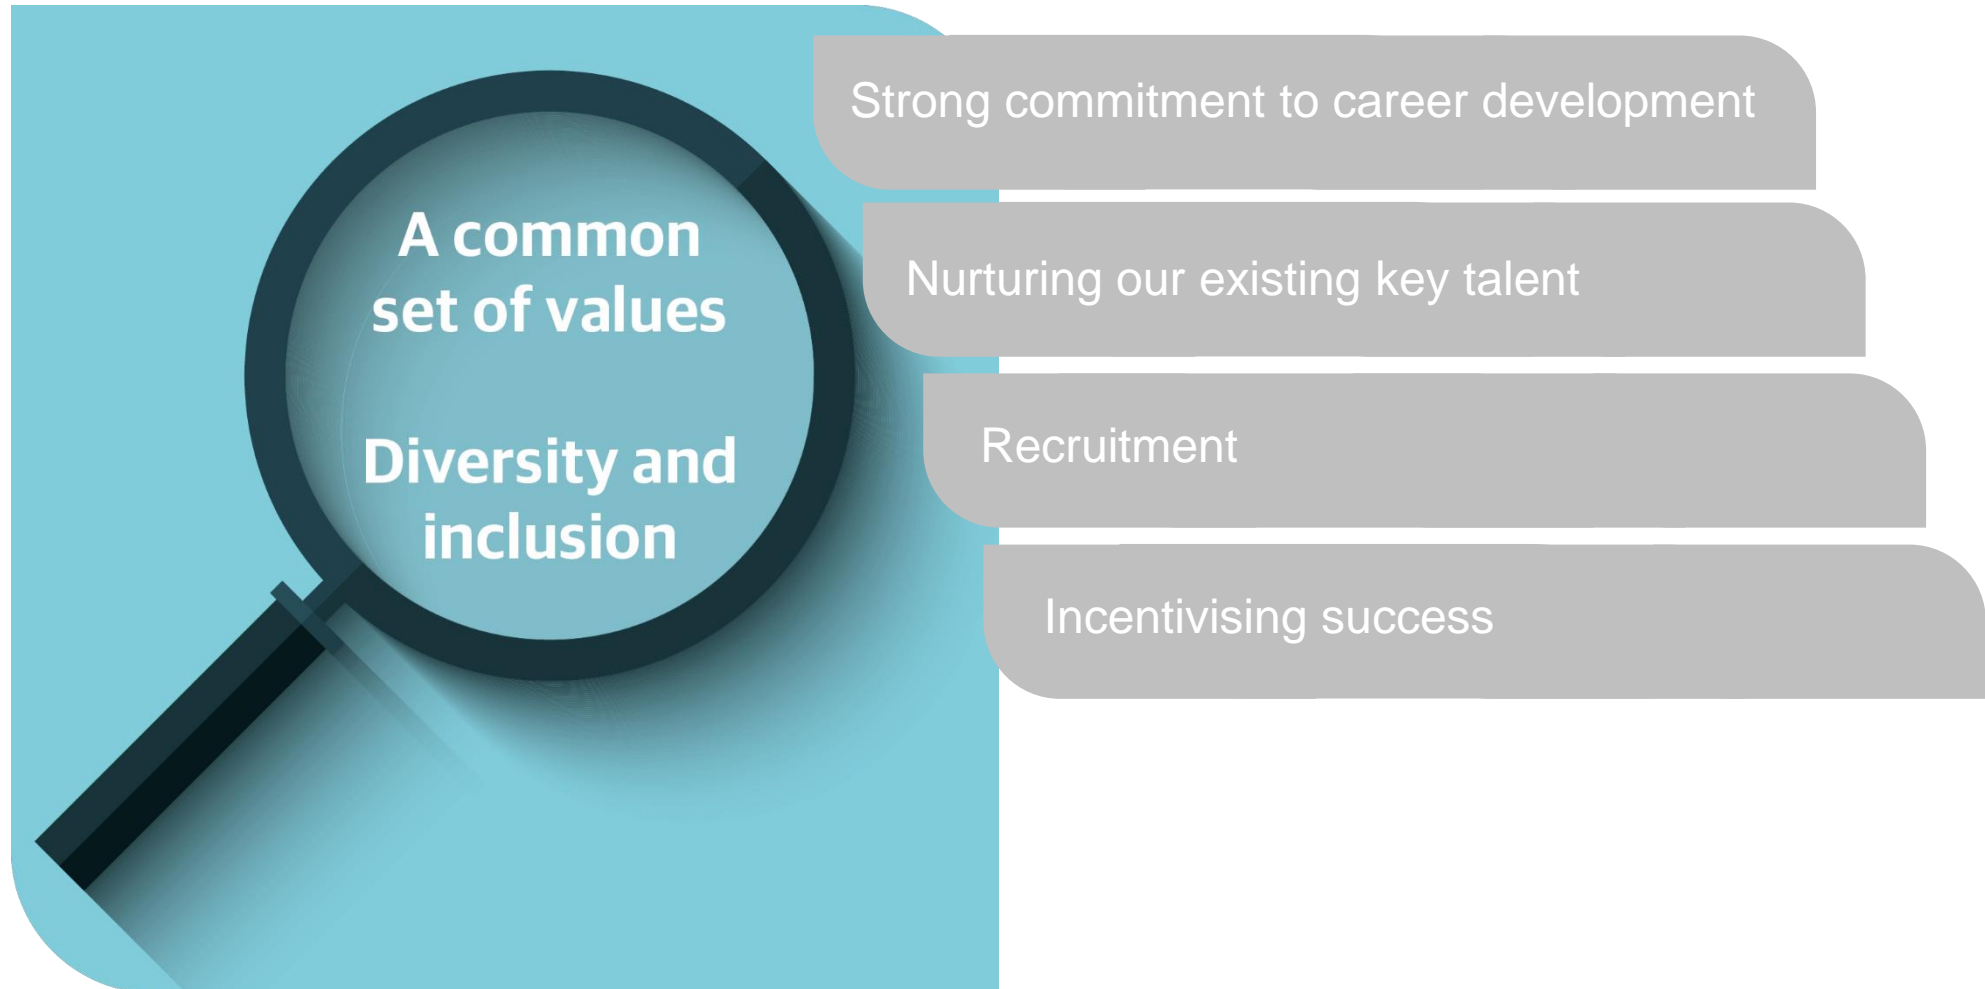 A common
set of values
Diversity and
inclusion
Strong commitment to career development
Nurturing our existing key talent
Recruitment
Incentivising success